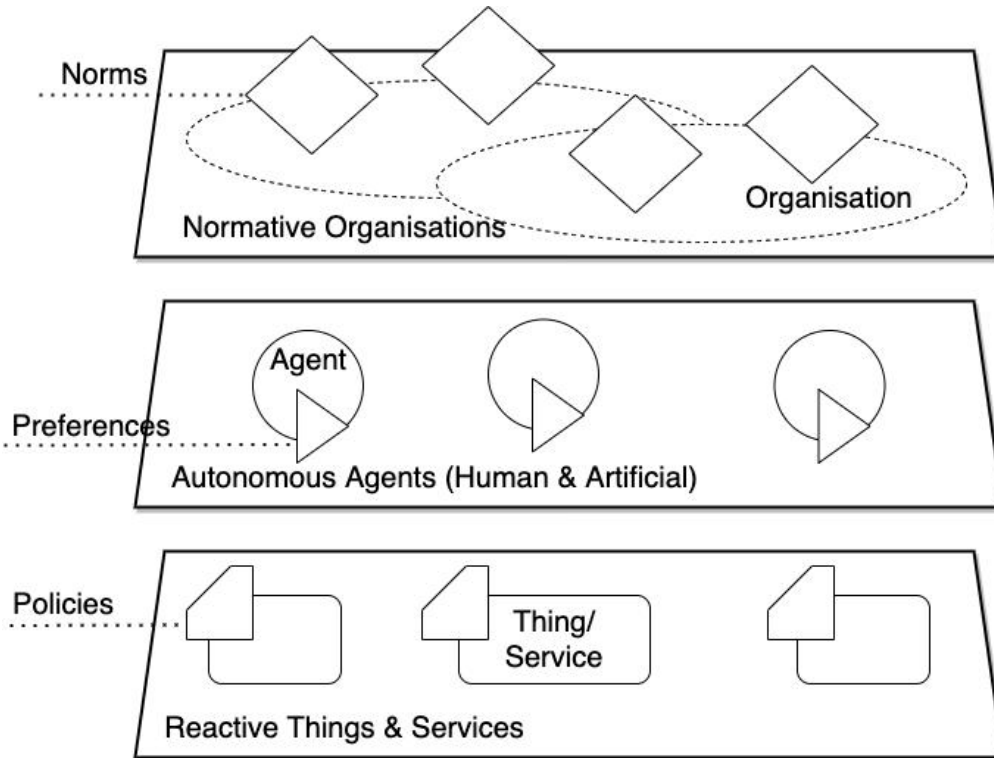 Norms
Organisation
Normative Organisations
Agent
Preferences
Autonomous Agents (Human & Artificial)
Policies
Thing/
Service
Reactive Things & Services